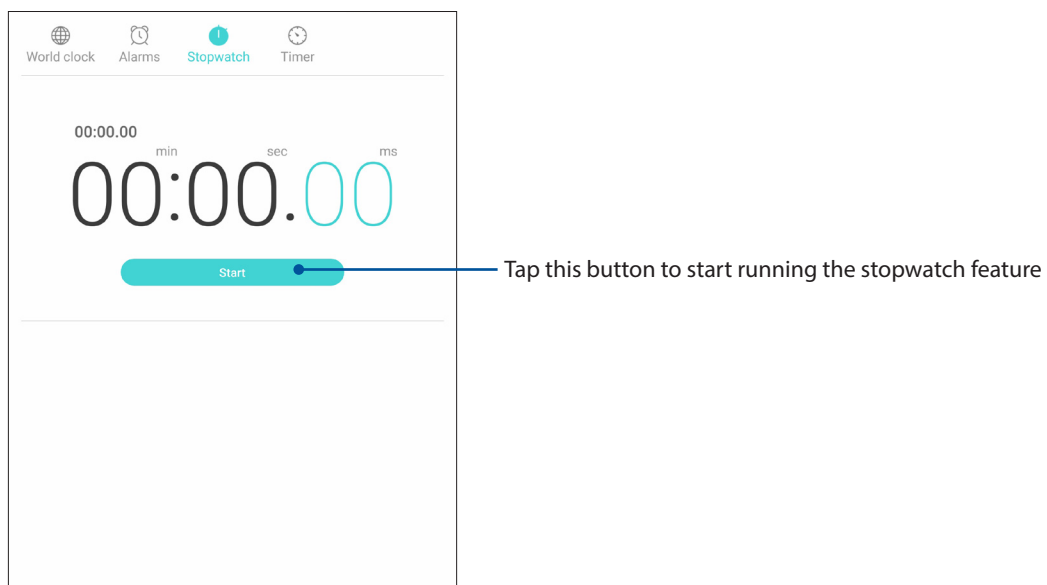 World clock Alarms Stopwatch Timer
00:00.00
min sec ms
00:00.00
Start
Tap this button to start running the stopwatch feature